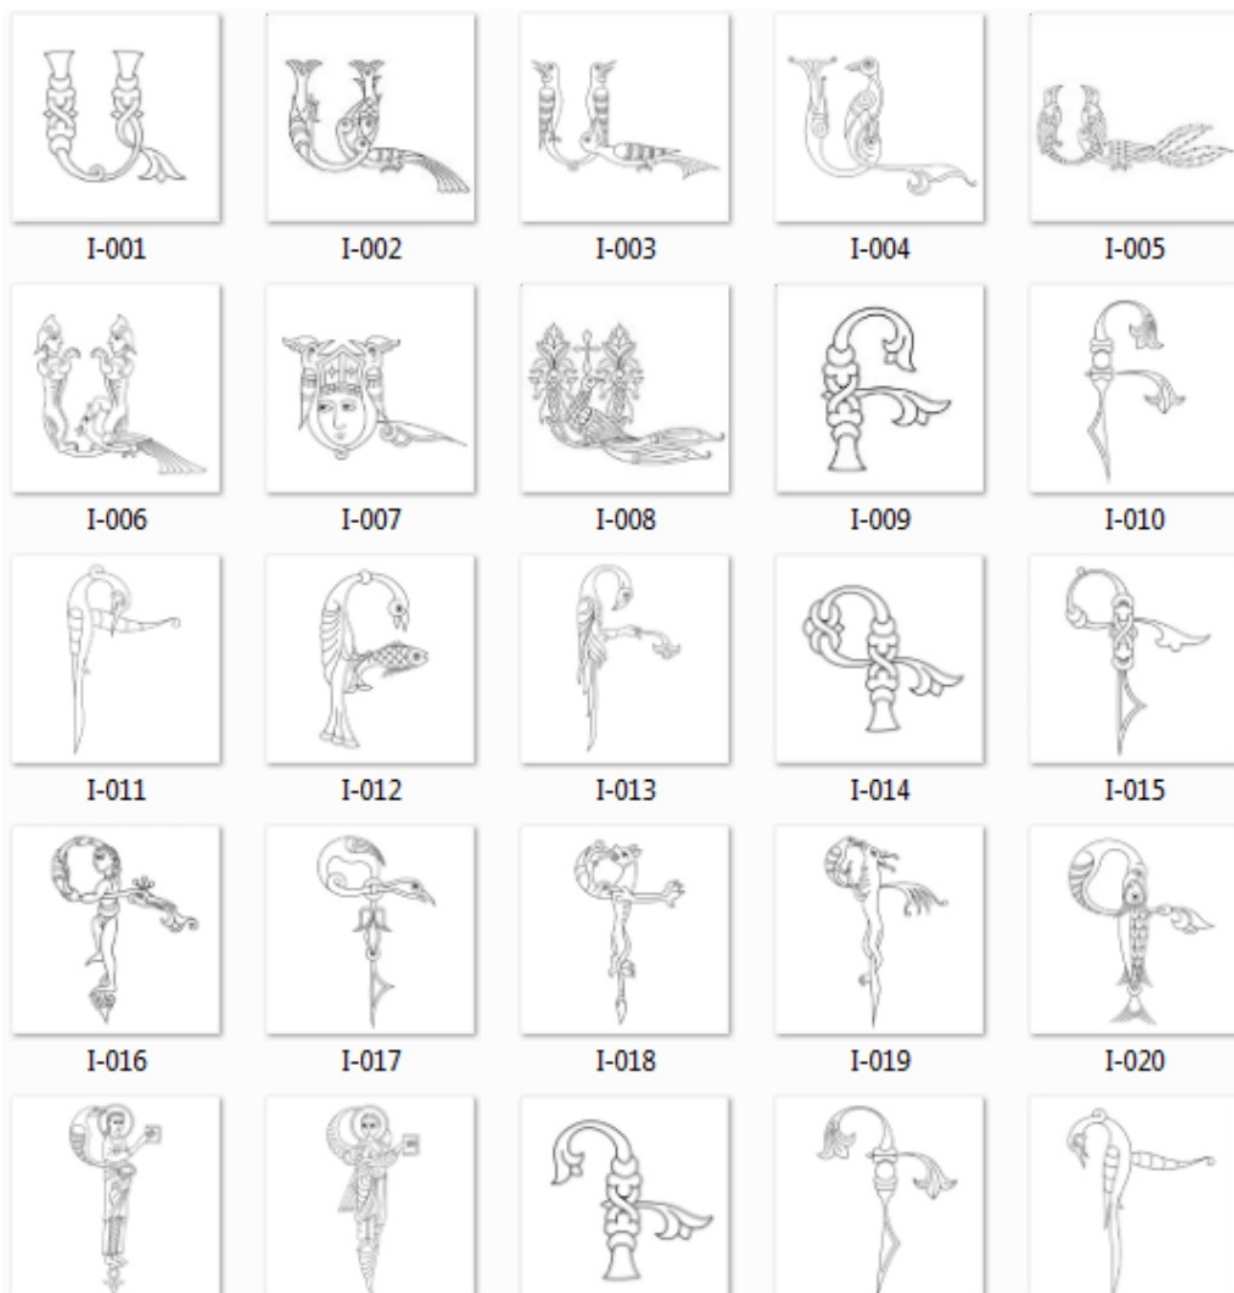 Ա Ա Ա Ա Ա
I-001 I-002 I-003 I-004 I-005
Ա Ա Ա Բ Բ
I-006 I-007 I-008 I-009 I-010
Բ Բ Բ Գ Գ
I-011 I-012 I-013 I-014 I-015
Գ Գ Գ Գ Գ
I-016 I-017 I-018 I-019 I-020
Գ Գ Դ Դ Դ